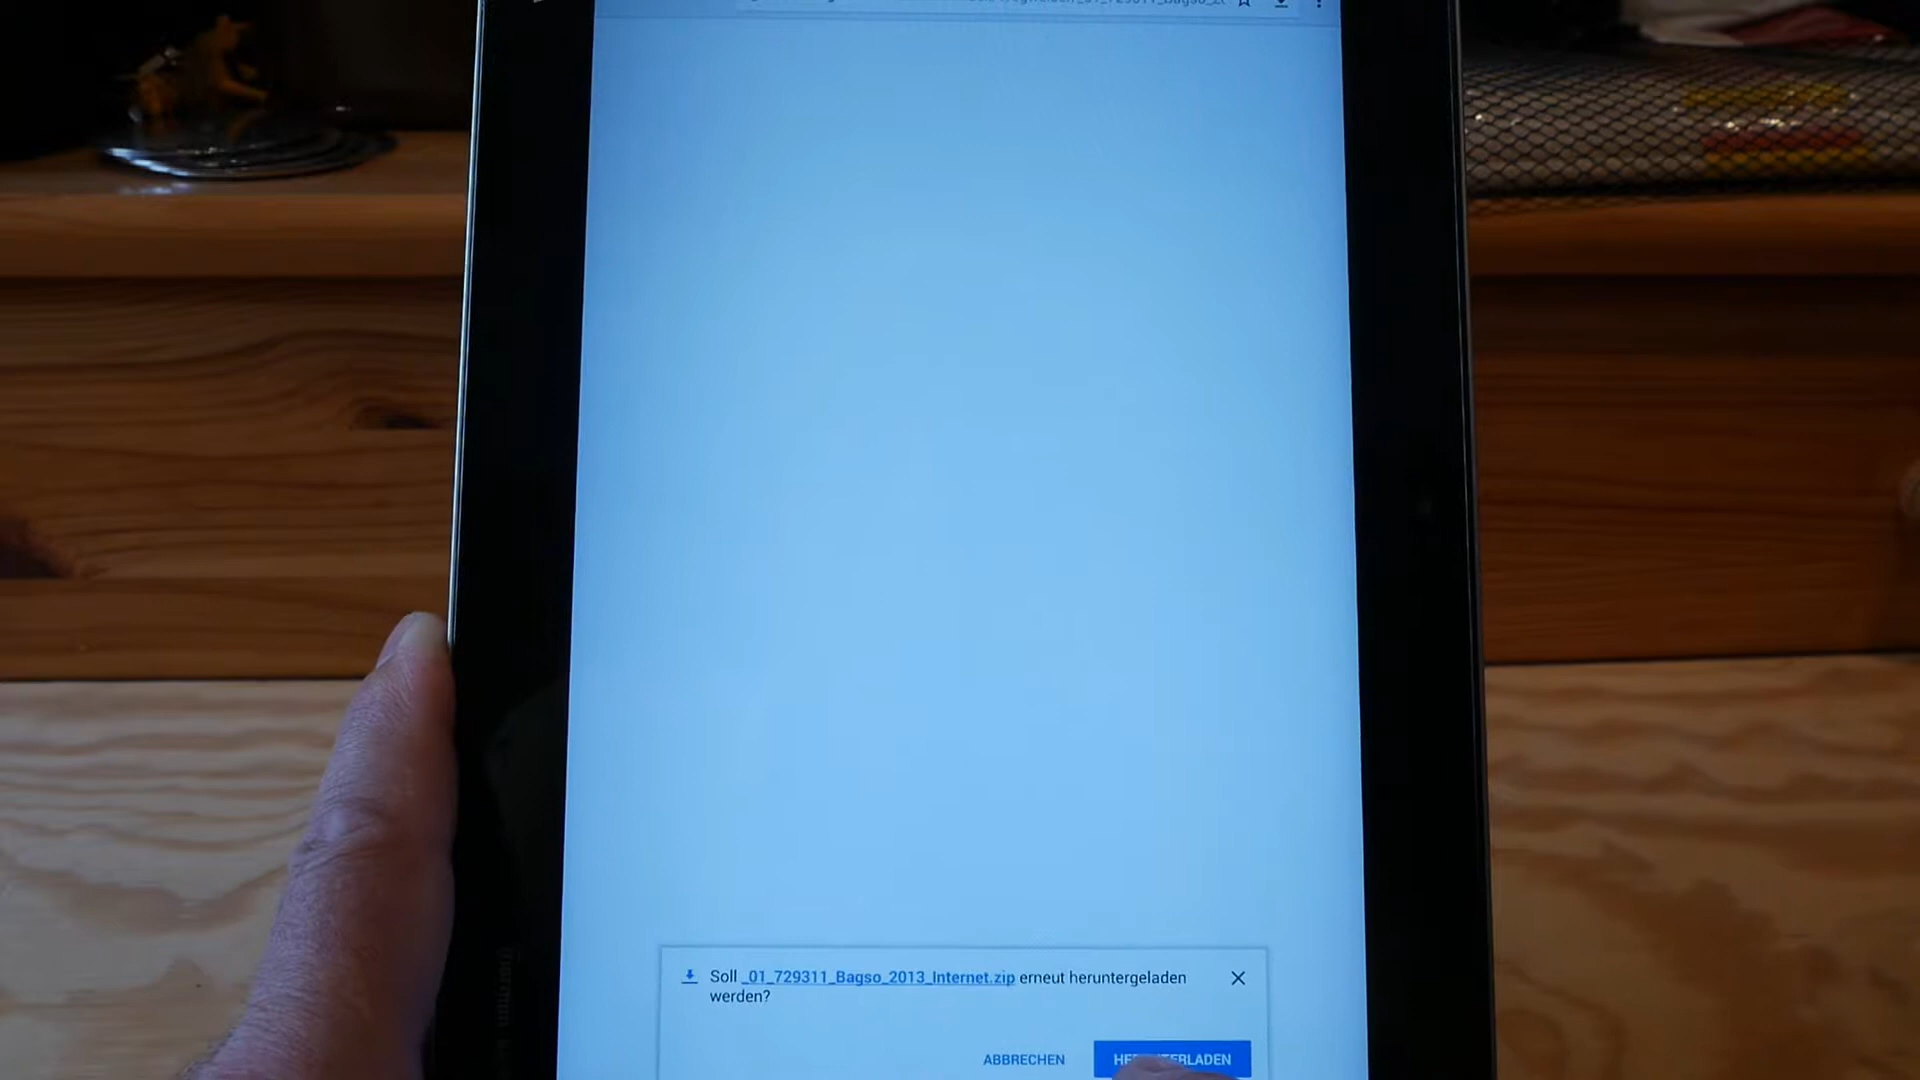 Soll _01_729311_Bagso_2013_Internet.zip erneut heruntergeladen
werden?
ABBRECHEN